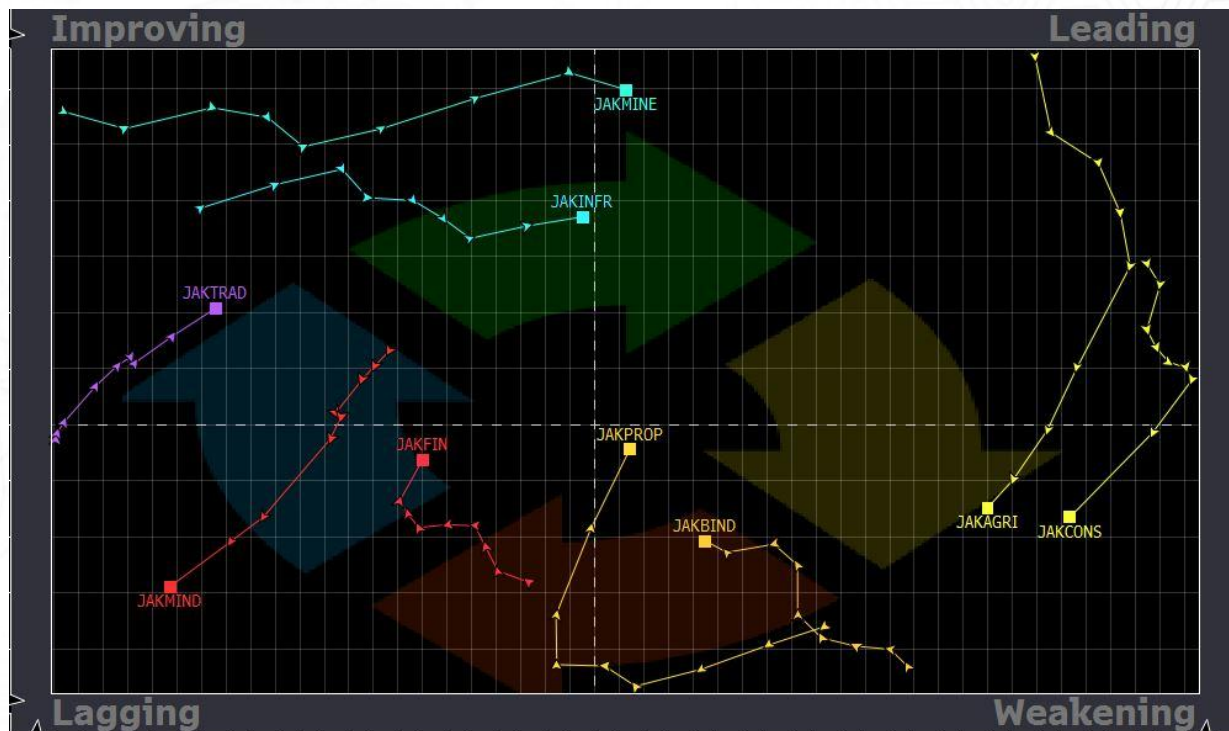 Improving
Leading
JAKMINE
JAKINFR
JAKTRAD
JAKFIN
JAKPROP
JAKBIND
JAKAGRI
JAKCONS
JAKMIND
Lagging
Weakening